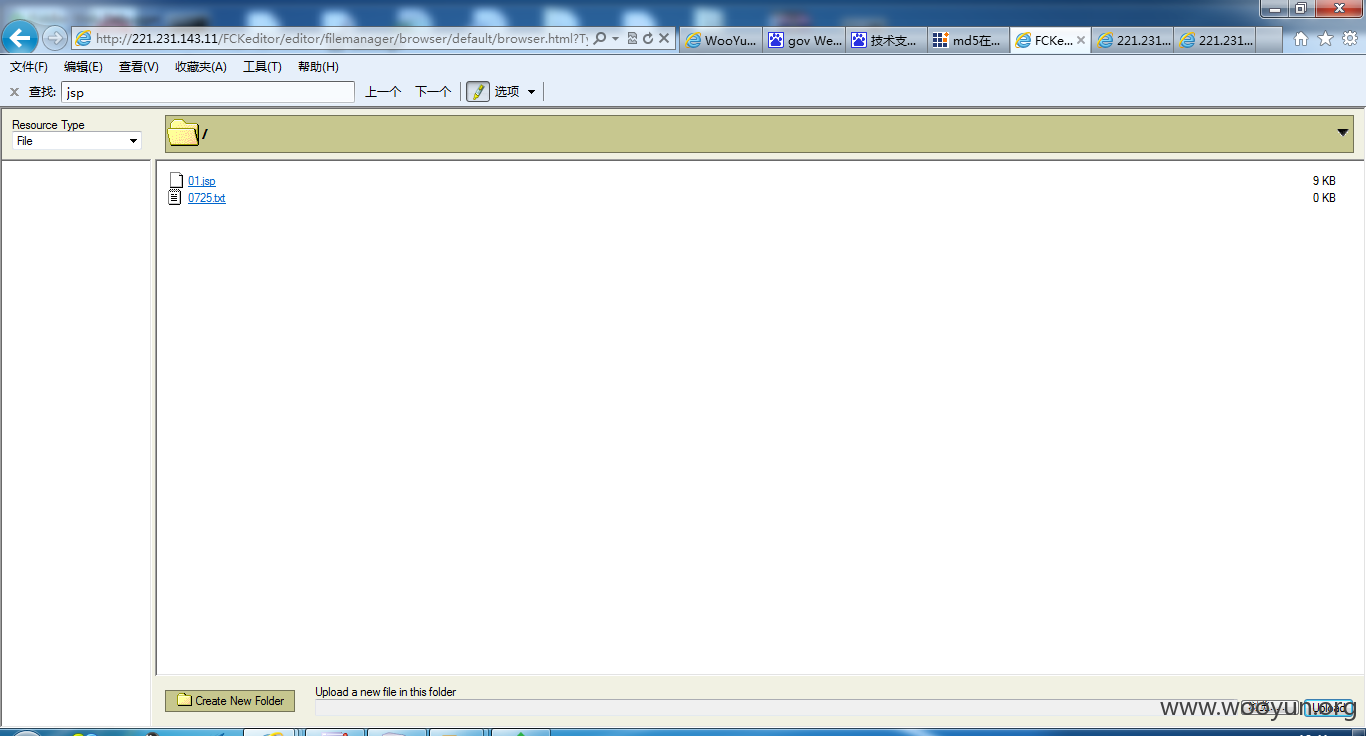 http://221.231.143.11/FCKeditor/editor/filemanager/browser/default/browser.html?Ty
WooYu...
gov We...
技术支...
md5在...
FCKe...
221.231...
221.231...
文件(F) 编辑(E) 查看(V) 收藏夹(A) 工具(T) 帮助(H)
查找: jsp 上一个 下一个 选项
Resource Type
File
/
01.jsp 9 KB
0725.txt 0 KB
Create New Folder
Upload a new file in this folder
Upload
www.wooyun.org